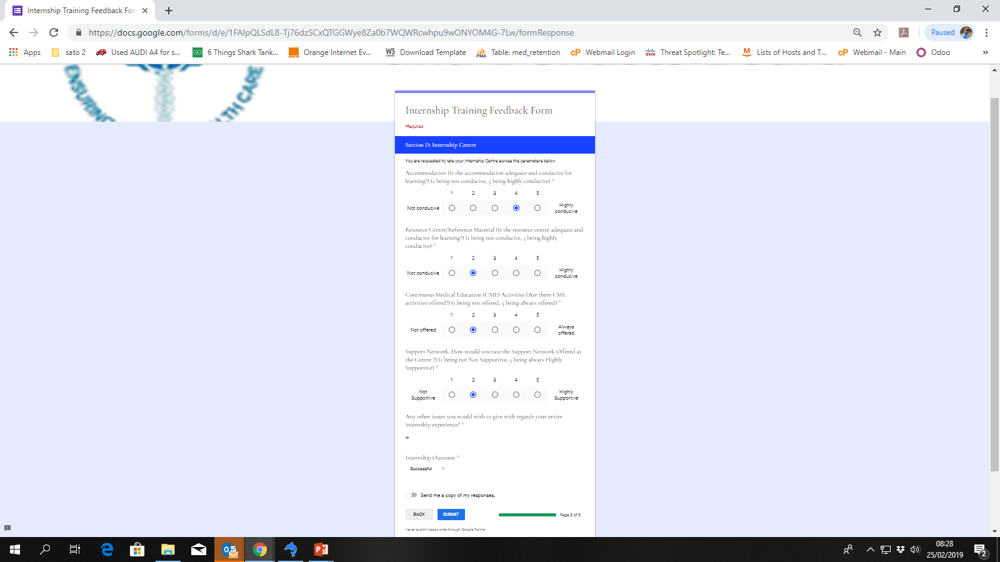 Internship Training Feedback For
https://docs.google.com/forms/d/e/1FAIpQLSdL8-Tj76dzSCxQTGGWye8Za0b7WQWRcwhpu9wONYOM4G-7Lw/formResponse
Paused
Apps
sato 2
Used AUDI A4 for s...
GO
6 Things Shark Tank...
orange
Orange Internet Ev...
W3
Download Template
PMA
Table: med_retention
cP
Webmail Login
cisco
Threat Spotlight: Te...
M
Lists of Hosts and T...
cP
Webmail - Main
Odoo
»
ENSURING
LTH CARE
Internship Training Feedback Form
*Required
Section D: Internship Centre
You are requested to rate your Internship Centre across the parameters below
Accommodation (Is the accommodation adequate and conducive for
learning?) (1 being not conducive, 5 being highly conducive) *
1 2 3 4 5
Not conducive
Highly
conducive
Resource Centre/Reference Material (Is the resource centre adequate and
conducive for learning?) (1 being not conducive, 5 being highly
conducive) *
1 2 3 4 5
Not conducive
Highly
conducive
Continuous Medical Education (CME) Activities (Are there CME
activities offered?) (1 being not offered, 5 being always offered) *
1 2 3 4 5
Not offered
Always
offered
Support Network. How would you rate the Support Network Offered at
the Centre ?) (1 being not Not Supportive, 5 being always Highly
Supportive) *
1 2 3 4 5
Not
Supportive
Highly
Supportive
Any other issues you would wish to give with regards your entire
internship experience? *
w
Internship Outcome *
Successful
Send me a copy of my responses.
BACK
SUBMIT
Page 5 of 5
Never submit passwords through Google Forms.
08:28
25/02/2019
2